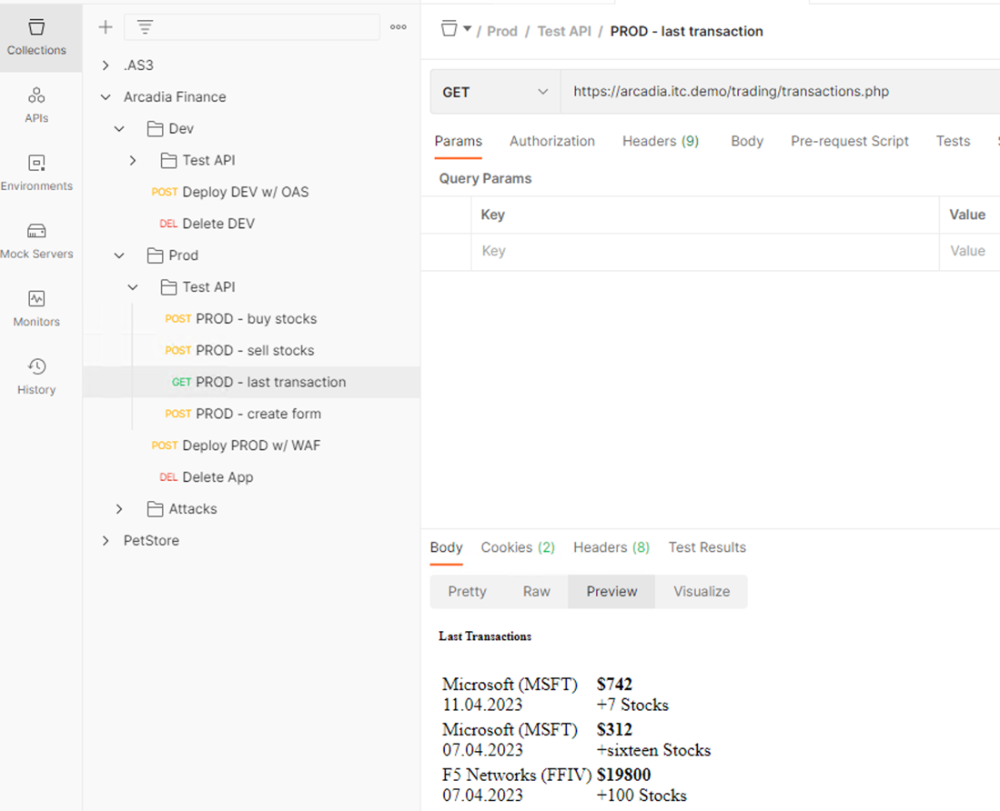 Collections
APIs
Environments
Mock Servers
Monitors
History
.AS3
Arcadia Finance
Dev
Test API
POST Deploy DEV w/ OAS
DEL Delete DEV
Prod
Test API
POST PROD - buy stocks
POST PROD - sell stocks
GET PROD - last transaction
POST PROD - create form
POST Deploy PROD w/ WAF
DEL Delete App
Attacks
PetStore
/ Prod / Test API / PROD - last transaction
GET https://arcadia.itc.demo/trading/transactions.php
Params Authorization Headers (9) Body Pre-request Script Tests
Query Params
Key Value
Key Value
Body Cookies (2) Headers (8) Test Results
Pretty Raw Preview Visualize
Last Transactions
Microsoft (MSFT) $742
11.04.2023 +7 Stocks
Microsoft (MSFT) $312
07.04.2023 +sixteen Stocks
F5 Networks (FFIV) $19800
07.04.2023 +100 Stocks